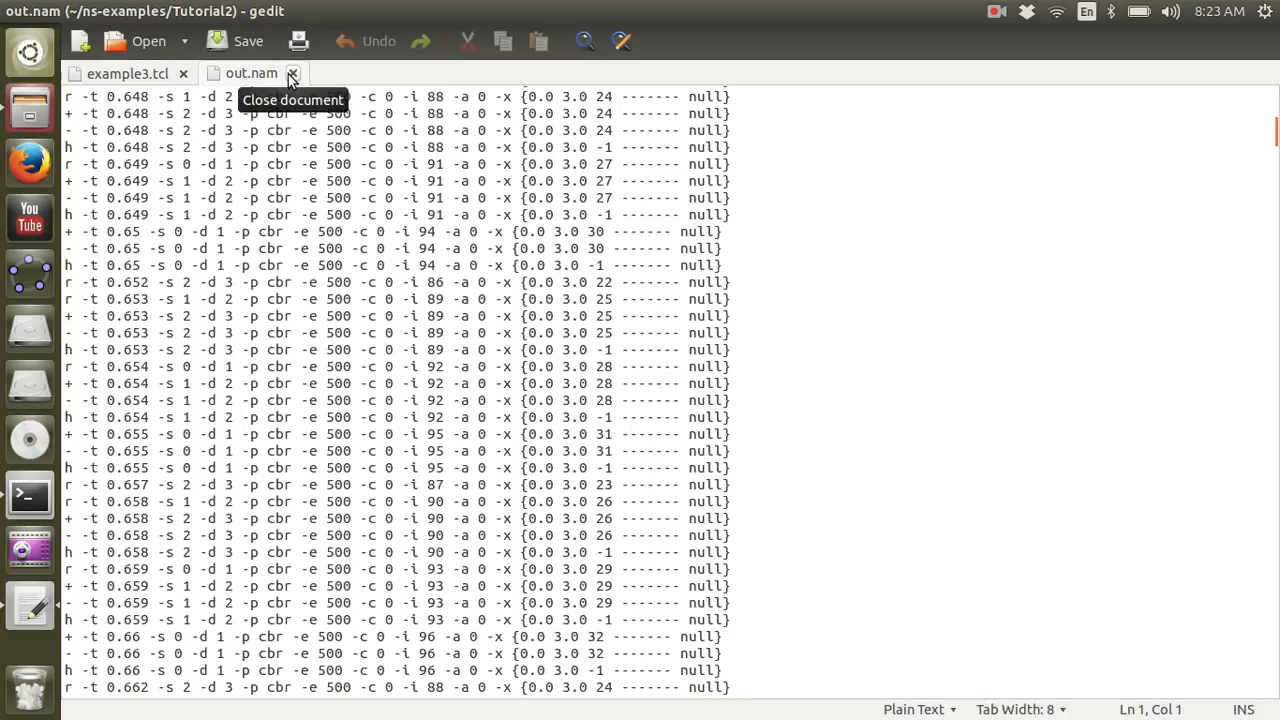 out.nam (~/ns-examples/Tutorial2) - gedit
En
8:23 AM
Open
Save
Undo
example3.tcl
out.nam
You
Tube
Close document
r -t 0.648 -s 1 -d 2 -c 0 -i 88 -a 0 -x {0.0 3.0 24 ------- null}
+ -t 0.648 -s 2 -d 3 -p cbr -e 500 -c 0 -i 88 -a 0 -x {0.0 3.0 24 ------- null}
- -t 0.648 -s 2 -d 3 -p cbr -e 500 -c 0 -i 88 -a 0 -x {0.0 3.0 24 ------- null}
h -t 0.648 -s 2 -d 3 -p cbr -e 500 -c 0 -i 88 -a 0 -x {0.0 3.0 -1 ------- null}
r -t 0.649 -s 0 -d 1 -p cbr -e 500 -c 0 -i 91 -a 0 -x {0.0 3.0 27 ------- null}
+ -t 0.649 -s 1 -d 2 -p cbr -e 500 -c 0 -i 91 -a 0 -x {0.0 3.0 27 ------- null}
- -t 0.649 -s 1 -d 2 -p cbr -e 500 -c 0 -i 91 -a 0 -x {0.0 3.0 27 ------- null}
h -t 0.649 -s 1 -d 2 -p cbr -e 500 -c 0 -i 91 -a 0 -x {0.0 3.0 -1 ------- null}
+ -t 0.65 -s 0 -d 1 -p cbr -e 500 -c 0 -i 94 -a 0 -x {0.0 3.0 30 ------- null}
- -t 0.65 -s 0 -d 1 -p cbr -e 500 -c 0 -i 94 -a 0 -x {0.0 3.0 30 ------- null}
h -t 0.65 -s 0 -d 1 -p cbr -e 500 -c 0 -i 94 -a 0 -x {0.0 3.0 -1 ------- null}
r -t 0.652 -s 2 -d 3 -p cbr -e 500 -c 0 -i 86 -a 0 -x {0.0 3.0 22 ------- null}
r -t 0.653 -s 1 -d 2 -p cbr -e 500 -c 0 -i 89 -a 0 -x {0.0 3.0 25 ------- null}
+ -t 0.653 -s 2 -d 3 -p cbr -e 500 -c 0 -i 89 -a 0 -x {0.0 3.0 25 ------- null}
- -t 0.653 -s 2 -d 3 -p cbr -e 500 -c 0 -i 89 -a 0 -x {0.0 3.0 25 ------- null}
h -t 0.653 -s 2 -d 3 -p cbr -e 500 -c 0 -i 89 -a 0 -x {0.0 3.0 -1 ------- null}
r -t 0.654 -s 0 -d 1 -p cbr -e 500 -c 0 -i 92 -a 0 -x {0.0 3.0 28 ------- null}
+ -t 0.654 -s 1 -d 2 -p cbr -e 500 -c 0 -i 92 -a 0 -x {0.0 3.0 28 ------- null}
- -t 0.654 -s 1 -d 2 -p cbr -e 500 -c 0 -i 92 -a 0 -x {0.0 3.0 28 ------- null}
h -t 0.654 -s 1 -d 2 -p cbr -e 500 -c 0 -i 92 -a 0 -x {0.0 3.0 -1 ------- null}
+ -t 0.655 -s 0 -d 1 -p cbr -e 500 -c 0 -i 95 -a 0 -x {0.0 3.0 31 ------- null}
- -t 0.655 -s 0 -d 1 -p cbr -e 500 -c 0 -i 95 -a 0 -x {0.0 3.0 31 ------- null}
h -t 0.655 -s 0 -d 1 -p cbr -e 500 -c 0 -i 95 -a 0 -x {0.0 3.0 -1 ------- null}
r -t 0.657 -s 2 -d 3 -p cbr -e 500 -c 0 -i 87 -a 0 -x {0.0 3.0 23 ------- null}
r -t 0.658 -s 1 -d 2 -p cbr -e 500 -c 0 -i 90 -a 0 -x {0.0 3.0 26 ------- null}
+ -t 0.658 -s 2 -d 3 -p cbr -e 500 -c 0 -i 90 -a 0 -x {0.0 3.0 26 ------- null}
- -t 0.658 -s 2 -d 3 -p cbr -e 500 -c 0 -i 90 -a 0 -x {0.0 3.0 26 ------- null}
h -t 0.658 -s 2 -d 3 -p cbr -e 500 -c 0 -i 90 -a 0 -x {0.0 3.0 -1 ------- null}
r -t 0.659 -s 0 -d 1 -p cbr -e 500 -c 0 -i 93 -a 0 -x {0.0 3.0 29 ------- null}
+ -t 0.659 -s 1 -d 2 -p cbr -e 500 -c 0 -i 93 -a 0 -x {0.0 3.0 29 ------- null}
- -t 0.659 -s 1 -d 2 -p cbr -e 500 -c 0 -i 93 -a 0 -x {0.0 3.0 29 ------- null}
h -t 0.659 -s 1 -d 2 -p cbr -e 500 -c 0 -i 93 -a 0 -x {0.0 3.0 -1 ------- null}
+ -t 0.66 -s 0 -d 1 -p cbr -e 500 -c 0 -i 96 -a 0 -x {0.0 3.0 32 ------- null}
- -t 0.66 -s 0 -d 1 -p cbr -e 500 -c 0 -i 96 -a 0 -x {0.0 3.0 32 ------- null}
h -t 0.66 -s 0 -d 1 -p cbr -e 500 -c 0 -i 96 -a 0 -x {0.0 3.0 -1 ------- null}
r -t 0.662 -s 2 -d 3 -p cbr -e 500 -c 0 -i 88 -a 0 -x {0.0 3.0 24 ------- null}
Plain Text
Tab Width: 8
Ln 1, Col 1
INS